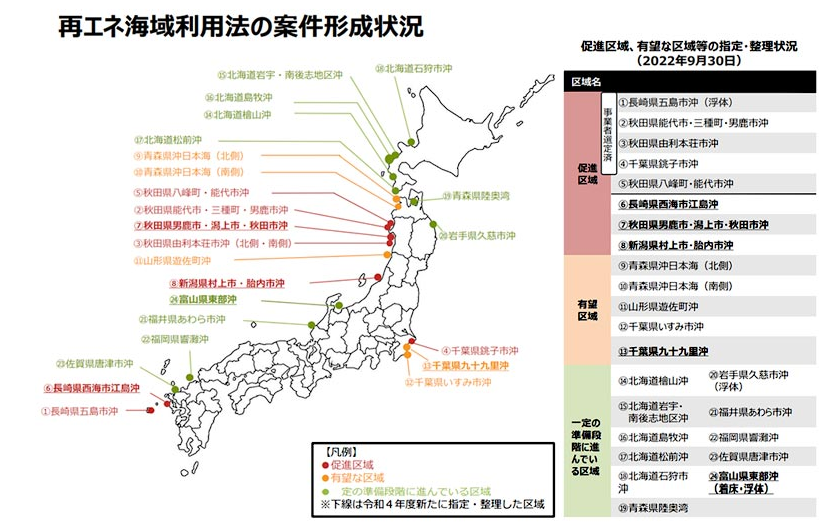 再エネ海域利用法の案件形成状況
⑮北海道岩宇・南後志地区沖
⑱北海道石狩市沖
⑯北海道島牧沖
⑭北海道檜山沖
⑰北海道松前沖
⑨青森県沖日本海(北側)
⑩青森県沖日本海(南側)
⑤秋田県八峰町・能代市沖
②秋田県能代市・三種町・男鹿市沖
⑦秋田県男鹿市・潟上市・秋田市沖
③秋田県由利本荘市沖(北側・南側)
⑪山形県遊佐町沖
⑧新潟県村上市・胎内市沖
㉔富山県東部沖
㉑福井県あわら市沖
㉒福岡県響灘沖
㉓佐賀県唐津市沖
⑥長崎県西海市江島沖
①長崎県五島市沖
⑲青森県陸奥湾
⑳岩手県久慈市沖
④千葉県銚子市沖
⑬千葉県九十九里沖
⑫千葉県いすみ市沖
【凡例】
促進区域
有望な区域
定の準備段階に進んでいる区域
※下線は令和4年度新たに指定・整理した区域
促進区域、有望な区域等の指定・整理状況
(2022年9月30日)
区域名
促進
区域
事業者選定済
①長崎県五島市沖(浮体)
②秋田県能代市・三種町・男鹿市沖
③秋田県由利本荘市沖
④千葉県銚子市沖
⑤秋田県八峰町・能代市沖
⑥長崎県西海市江島沖
⑦秋田県男鹿市・潟上市・秋田市沖
⑧新潟県村上市・胎内市沖
有望
区域
⑨青森県沖日本海(北側)
⑩青森県沖日本海(南側)
⑪山形県遊佐町沖
⑫千葉県いすみ市沖
⑬千葉県九十九里沖
一定の
準備段
階に進
んでい
る区域
⑭北海道檜山沖
⑳岩手県久慈市沖
(浮体)
⑮北海道岩宇・
南後志地区沖
㉑福井県あわら沖
⑯北海道島牧沖
㉒福岡県響灘沖
⑰北海道松前沖
㉓佐賀県唐津市沖
⑱北海道石狩市
沖
㉔富山県東部沖
(着床・浮体)
⑲青森県陸奥湾